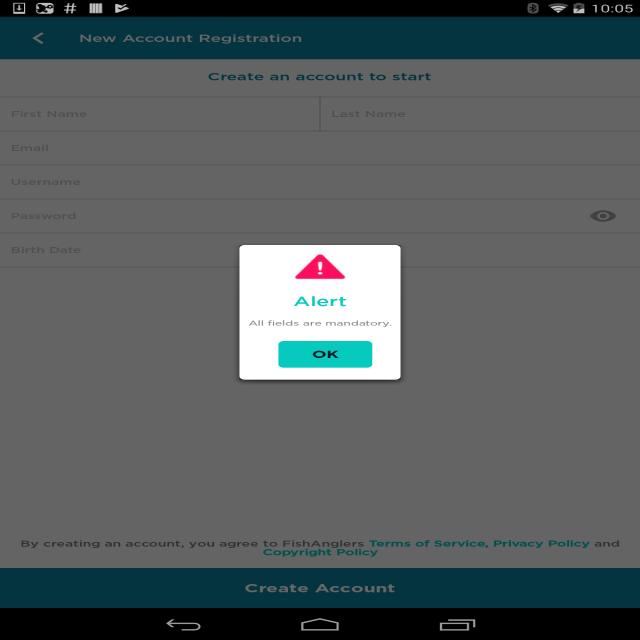 10:05
New Account Registration
Create an account to start
First Name
Last Name
Email
Username
Password
Birth Date
Alert
All fields are mandatory.
OK
By creating an account, you agree to FishAnglers Terms of Service, Privacy Policy and
Copyright Policy
Create Account